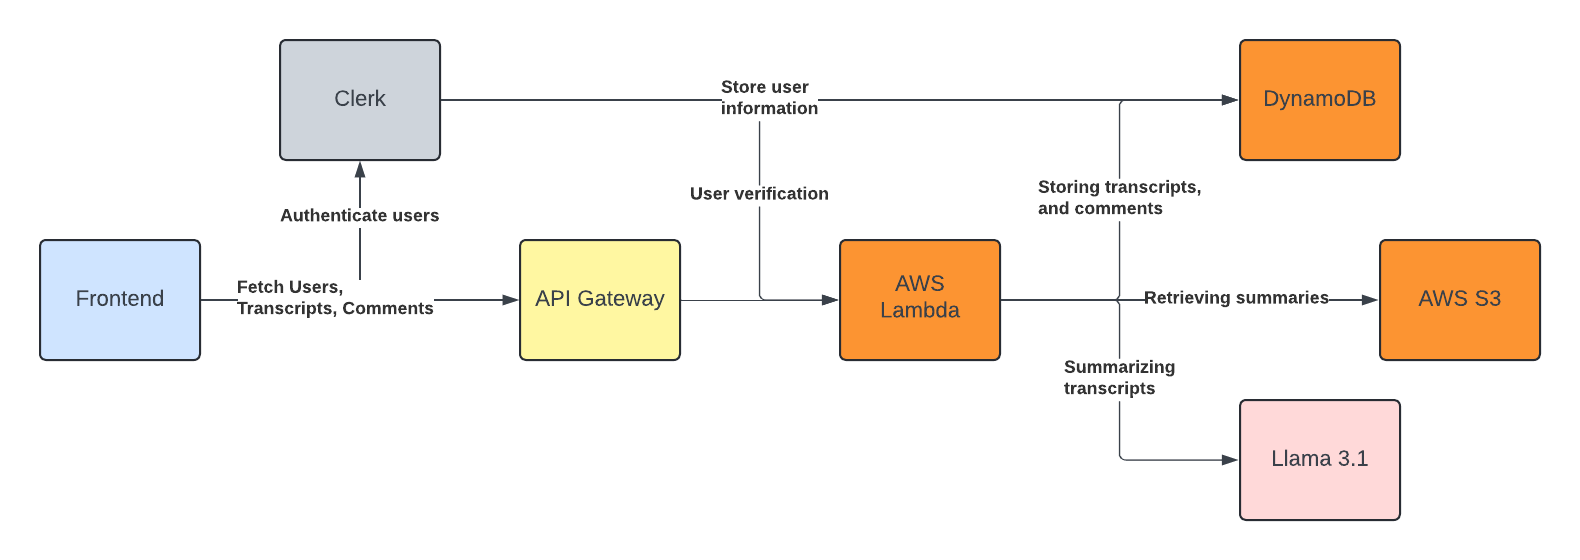 Clerk
Store user
information
DynamoDB
Authenticate users
User verification
Storing transcripts,
and comments
Frontend
Fetch Users,
Transcripts, Comments
API Gateway
AWS
Lambda
Retrieving summaries
AWS S3
Summarizing
transcripts
Llama 3.1